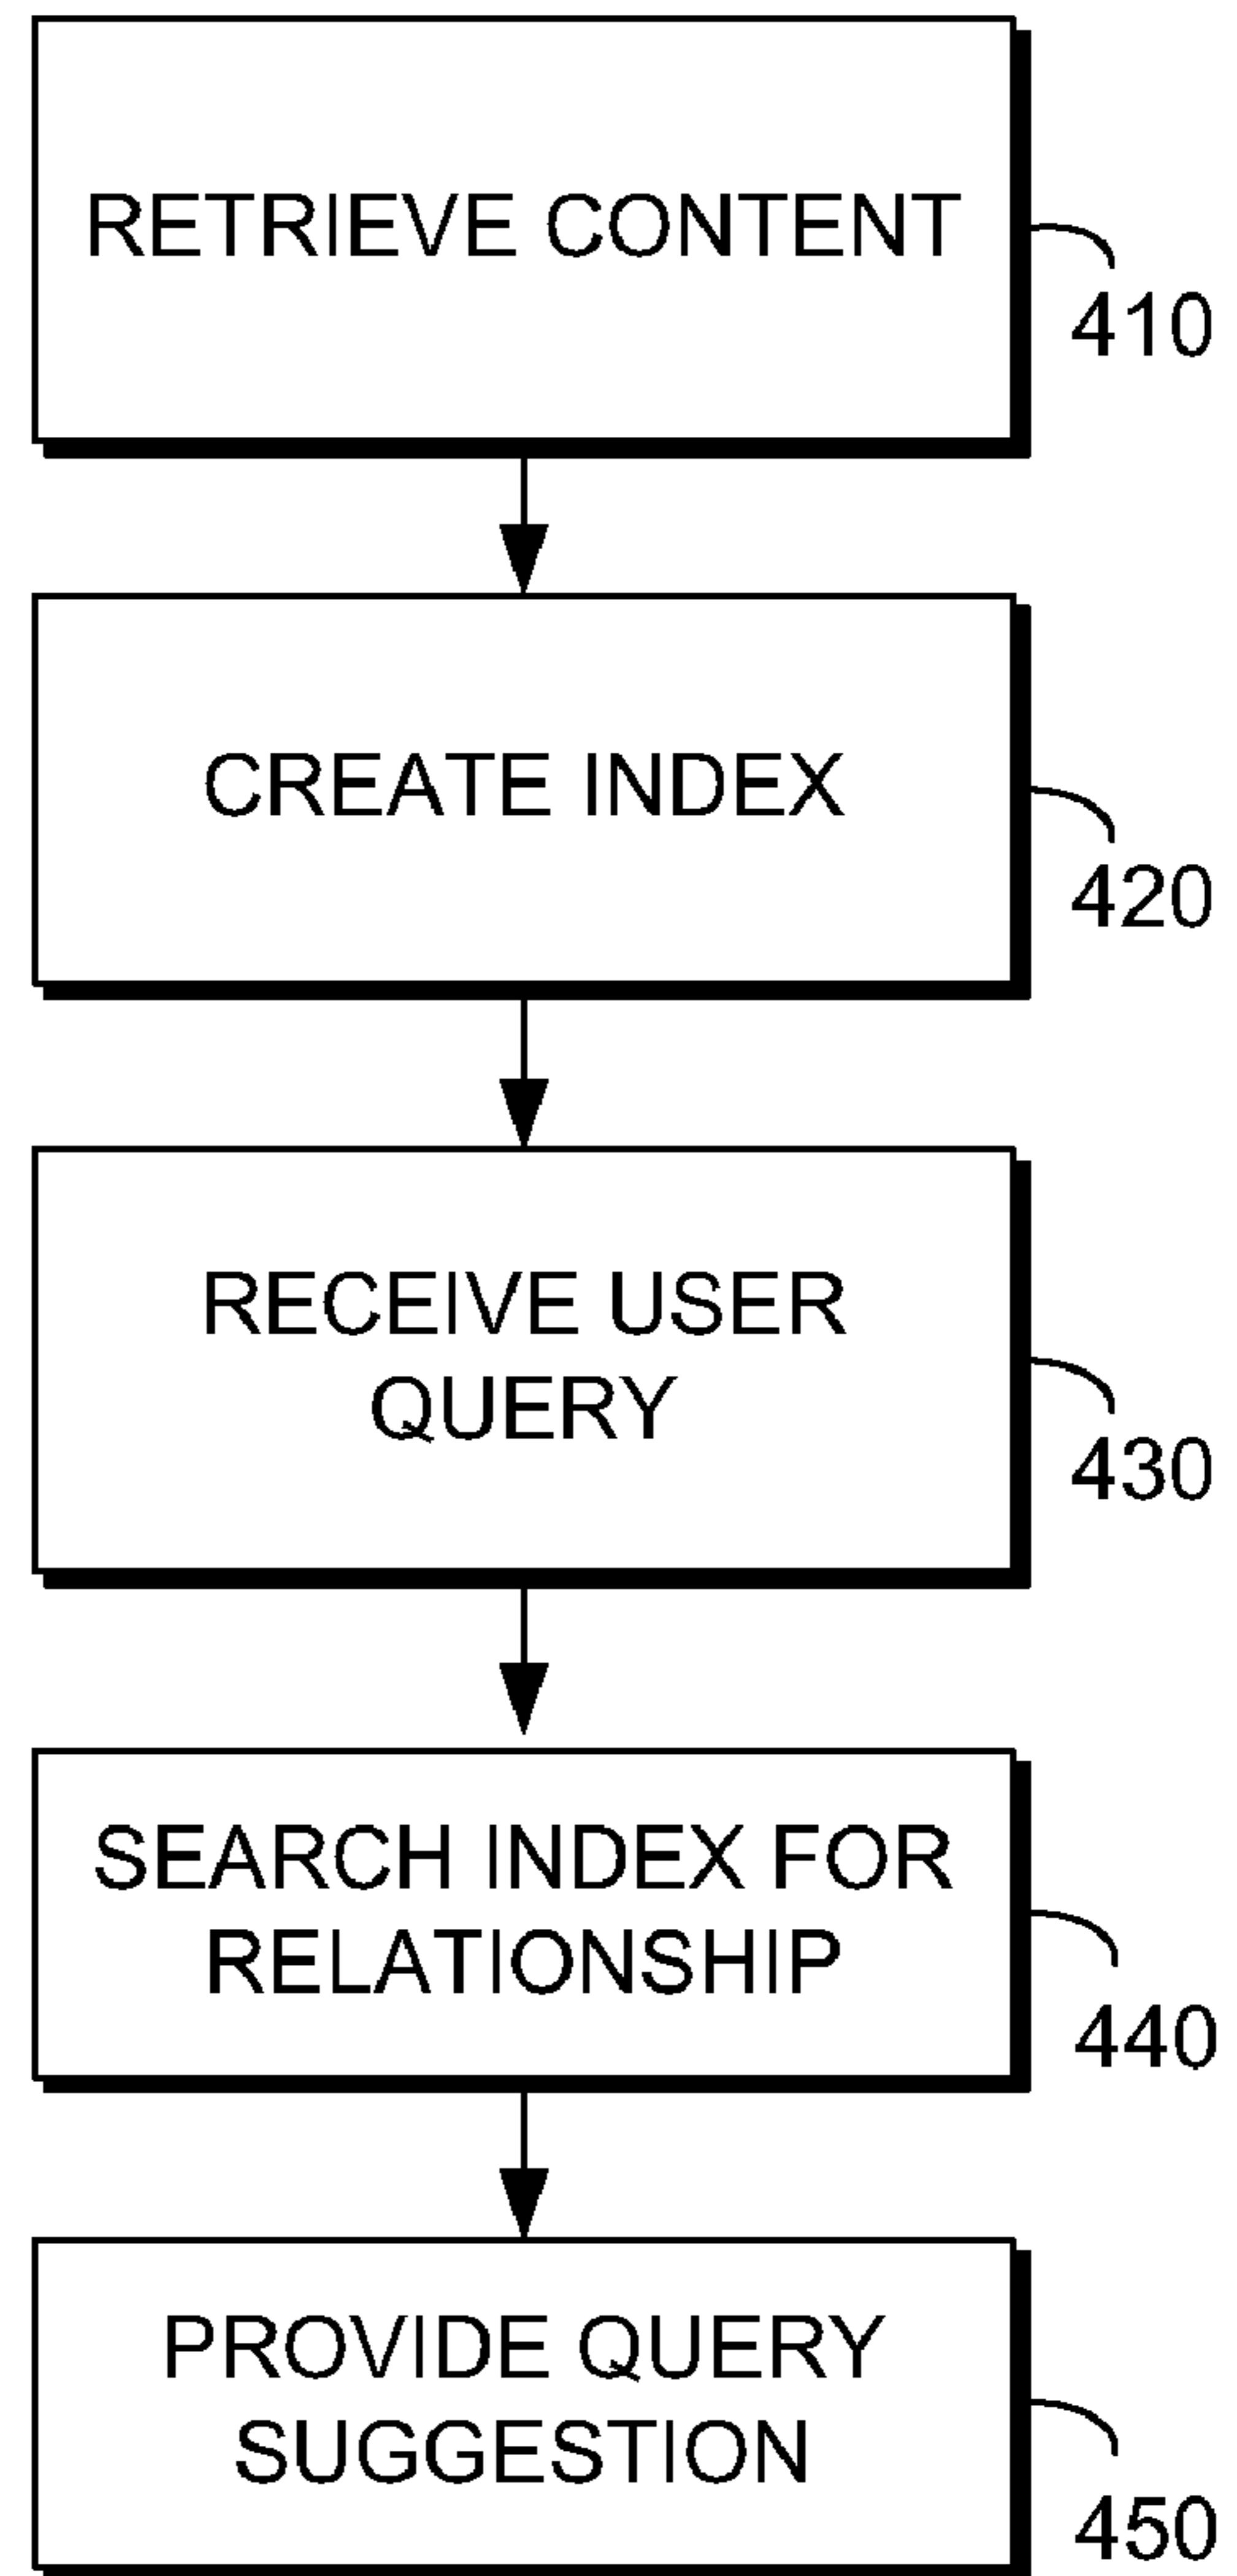 RETRIEVE CONTENT
410
CREATE INDEX
420
RECEIVE USER
QUERY
430
SEARCH INDEX FOR
RELATIONSHIP
440
PROVIDE QUERY
SUGGESTION
450